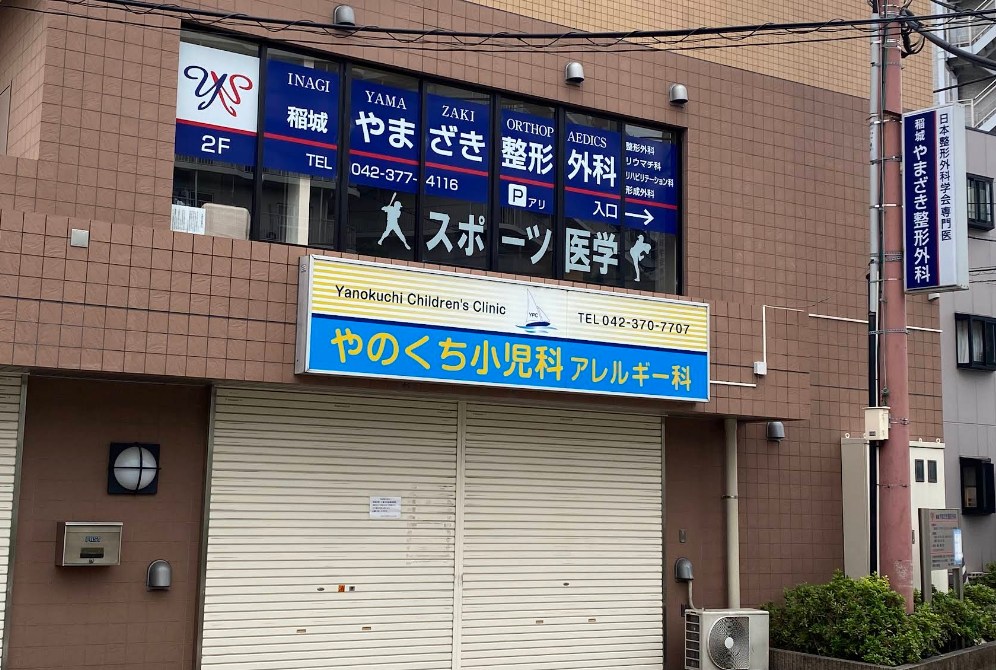 YOS
2F
INAGI
稲城
TEL
YAMA ZAKI ORTHOP AEDICS
やまざき整形外科
042-377-4116
P アリ
入口 →
整形外科
リウマチ科
リハビリテーション科
形成外科
スポーツ医学
Yanokuchi Children's Clinic
YPC
TEL 042-370-7707
やのくち小児科 アレルギー科
日本整形外科学会専門医
稲城 やまざき整形外科
POST